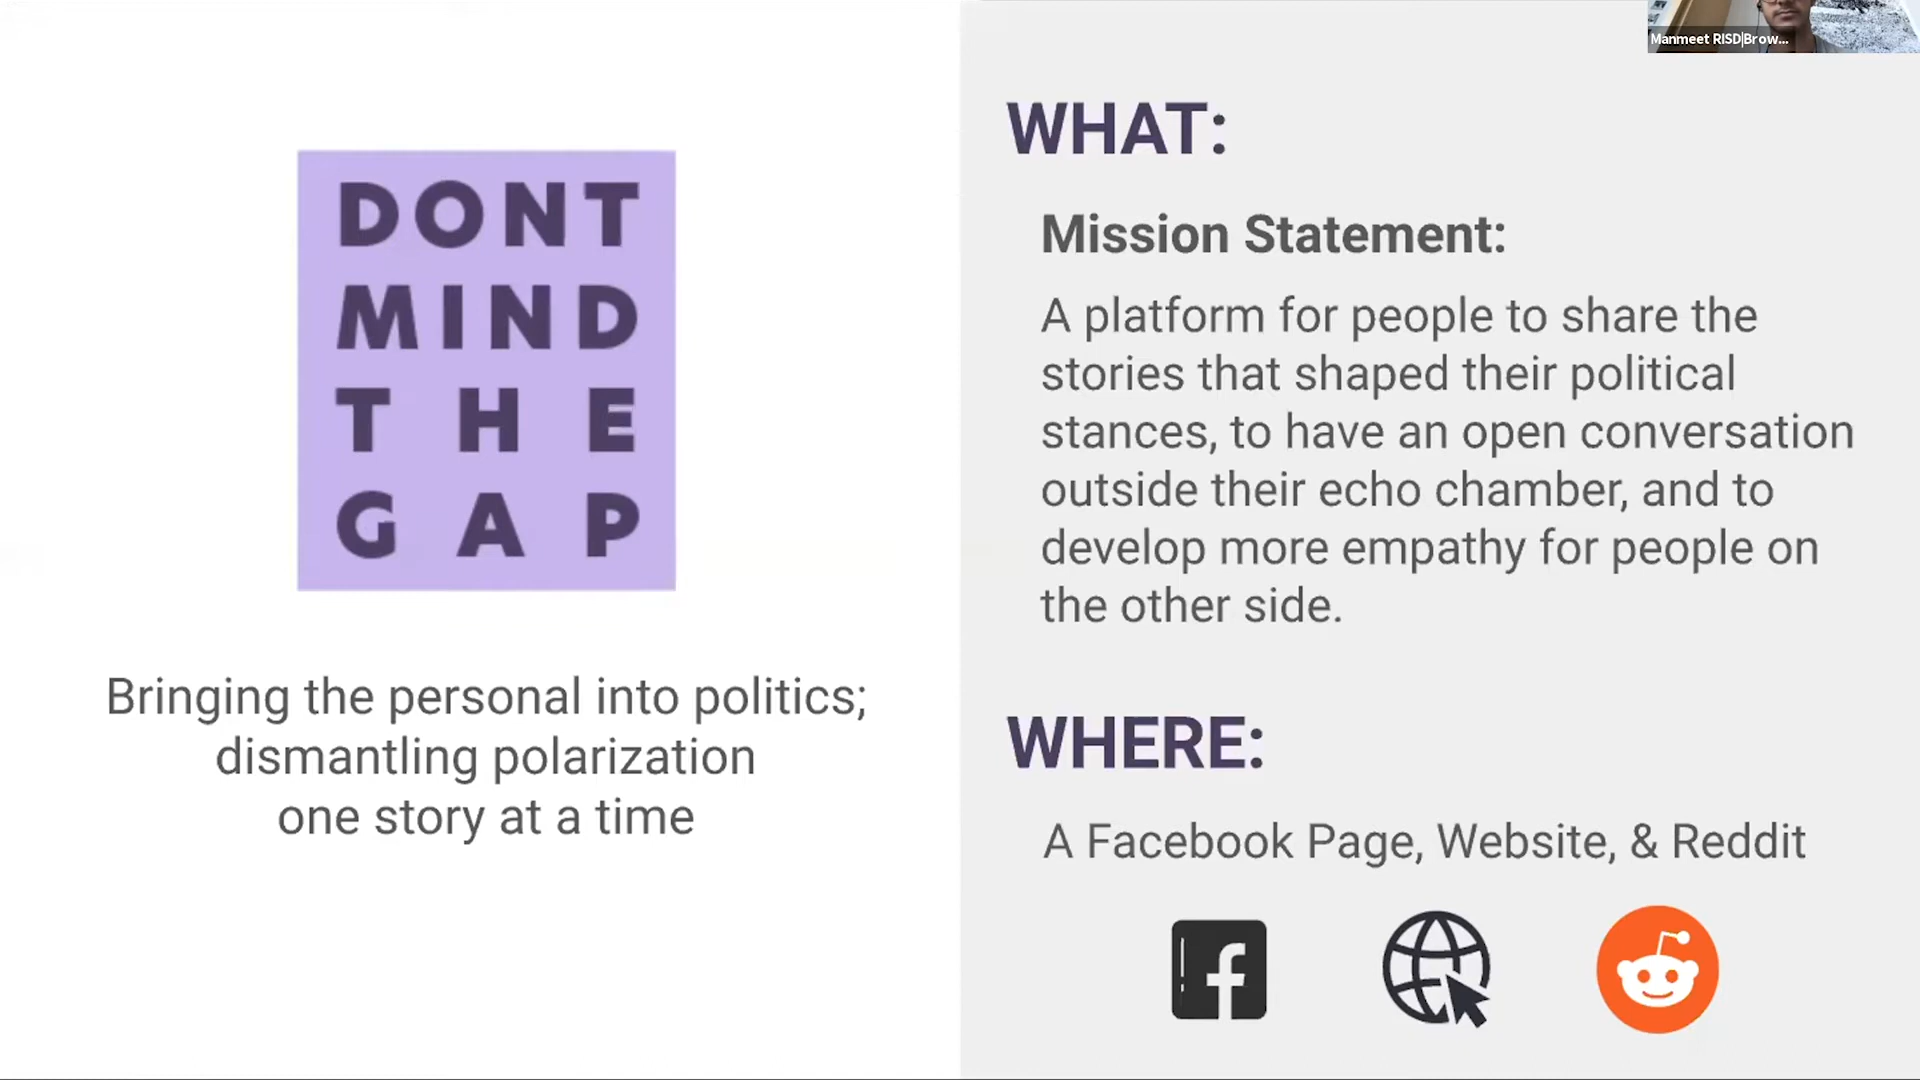 Manmeet RISD|Brow...
DONT
MIND
THE
GAP
Bringing the personal into politics;
dismantling polarization
one story at a time
WHAT:
Mission Statement:
A platform for people to share the
stories that shaped their political
stances, to have an open conversation
outside their echo chamber, and to
develop more empathy for people on
the other side.
WHERE:
A Facebook Page, Website, & Reddit